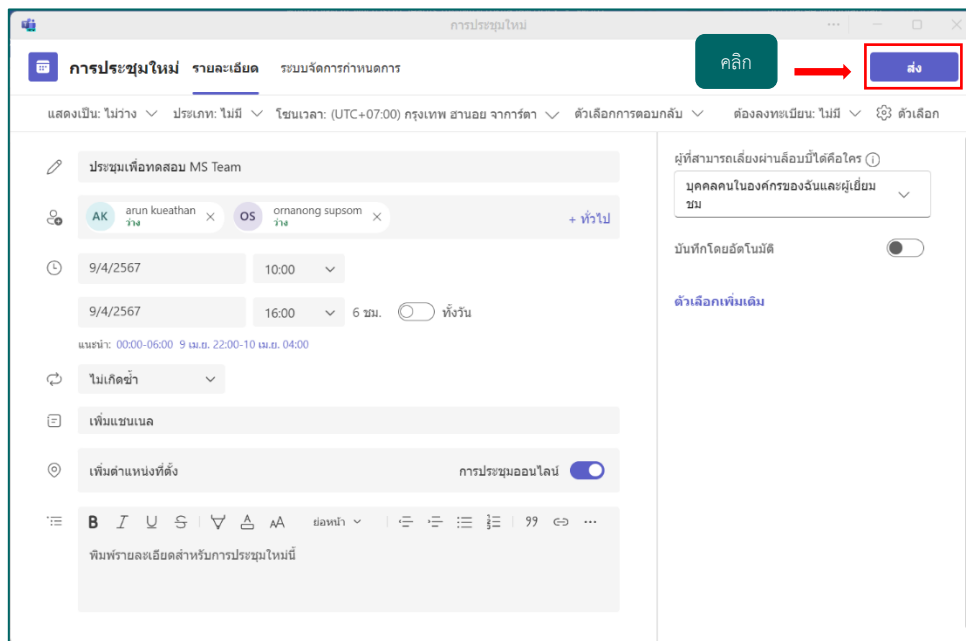 การประชุมใหม่
การประชุมใหม่ รายละเอียด ระบบจัดการกำหนดการ
คลิก
ส่ง
แสดงเป็น: ไม่ว่าง ประเภท: ไม่มี โซนเวลา: (UTC+07:00) กรุงเทพ ฮานอย จาการ์ตา ตัวเลือกการตอบกลับ ต้องลงทะเบียน: ไม่มี ตัวเลือก
ประชุมเพื่อทดสอบ MS Team
AK arun kueathan OS ornanong supsom + ทั่วไป
ว่าง ว่าง
9/4/2567 10:00
9/4/2567 16:00 6 ชม. ทั้งวัน
แนะนำ: 00:00-06:00 9 เม.ย. 22:00-10 เม.ย. 04:00
ไม่เกิดซ้ำ
เพิ่มแชนเนล
เพิ่มตำแหน่งที่ตั้ง การประชุมออนไลน์
B I U S A AA ย่อหน้า
พิมพ์รายละเอียดสำหรับการประชุมใหม่นี้
ผู้ที่สามารถเลี่ยงผ่านล็อบบี้ได้คือใคร
บุคคลคนในองค์กรของฉันและผู้เยี่ยม
ชม
บันทึกโดยอัตโนมัติ
ตัวเลือกเพิ่มเติม